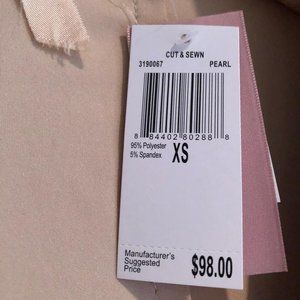 CUT & SEWN
3190067 PEARL
8 84402 80288 8
95% Polyester
5% Spandex XS
Manufacturer's
Suggested
Price $98.00